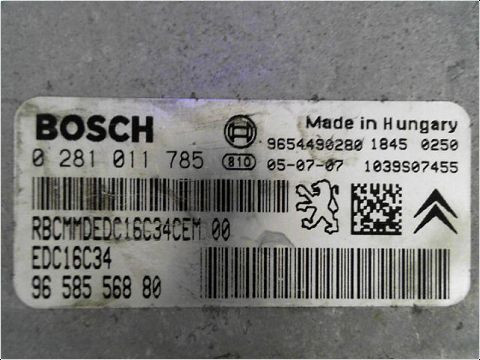 BOSCH
Made in Hungary
9654490280 1845 0250
0 281 011 785 810 05-07-07 1039S07455
RBCMMDEDC16C34CEM 00
EDC16C34
96 585 568 80